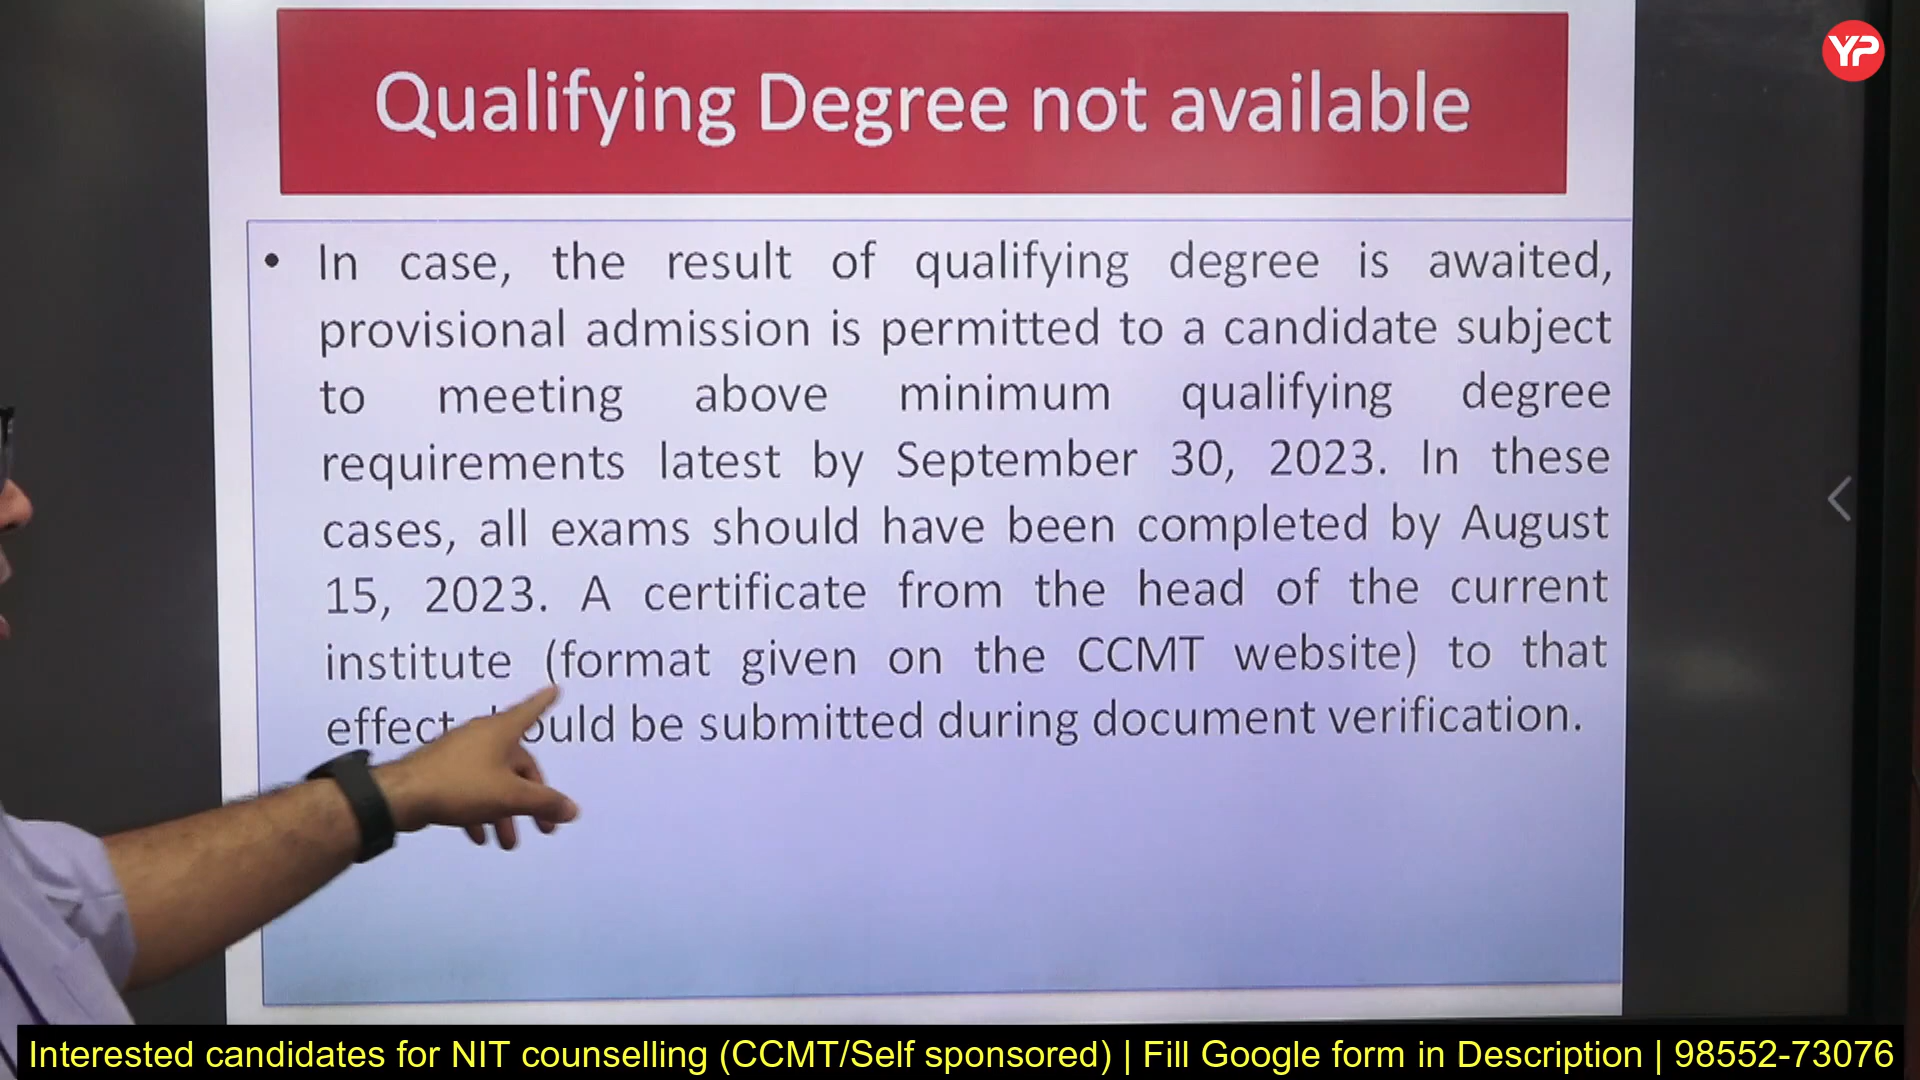 YP
Qualifying Degree not available
• In case, the result of qualifying degree is awaited,
provisional admission is permitted to a candidate subject
to meeting above minimum qualifying degree
requirements latest by September 30, 2023. In these
cases, all exams should have been completed by August
15, 2023. A certificate from the head of the current
institute (format given on the CCMT website) to that
effect should be submitted during document verification.
Interested candidates for NIT counselling (CCMT/Self sponsored) | Fill Google form in Description | 98552-73076